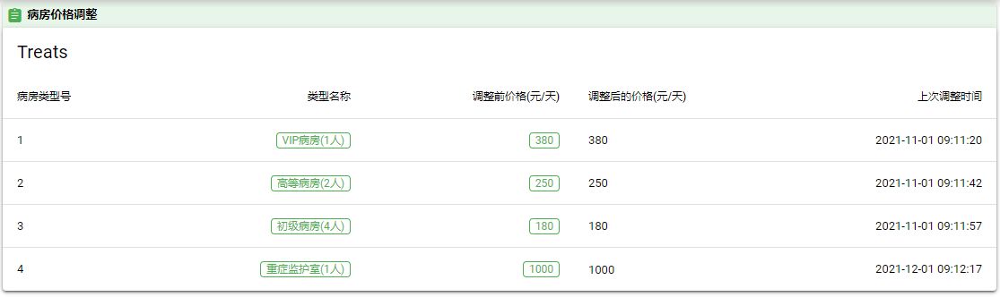 病房价格调整
Treats
病房类型号 类型名称 调整前价格(元/天) 调整后的价格(元/天) 上次调整时间
1 VIP病房(1人) 380 380 2021-11-01 09:11:20
2 高等病房(2人) 250 250 2021-11-01 09:11:42
3 初级病房(4人) 180 180 2021-11-01 09:11:57
4 重症监护室(1人) 1000 1000 2021-12-01 09:12:17